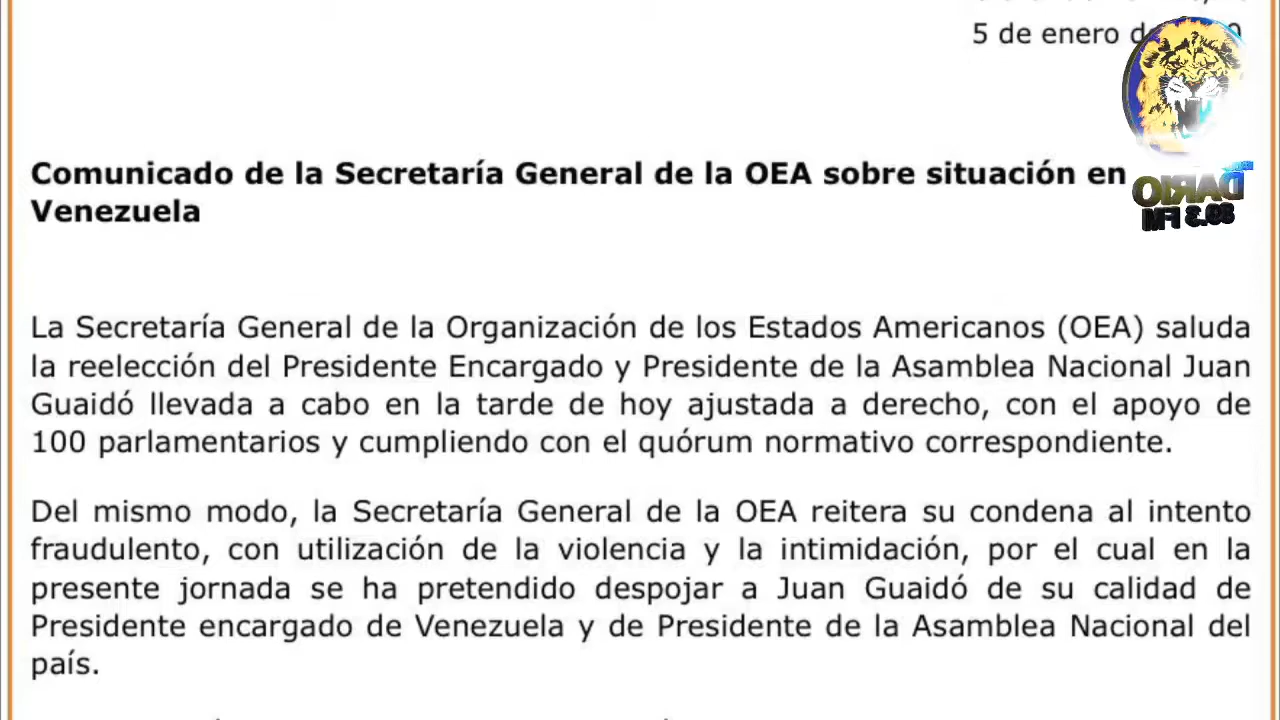 5 de enero
Comunicado de la Secretaría General de la OEA sobre situación en
Venezuela
La Secretaría General de la Organización de los Estados Americanos (OEA) saluda
la reelección del Presidente Encargado y Presidente de la Asamblea Nacional Juan
Guaidó llevada a cabo en la tarde de hoy ajustada a derecho, con el apoyo de
100 parlamentarios y cumpliendo con el quórum normativo correspondiente.
Del mismo modo, la Secretaría General de la OEA reitera su condena al intento
fraudulento, con utilización de la violencia y la intimidación, por el cual en la
presente jornada se ha pretendido despojar a Juan Guaidó de su calidad de
Presidente encargado de Venezuela y de Presidente de la Asamblea Nacional del
país.
DARIO
FM